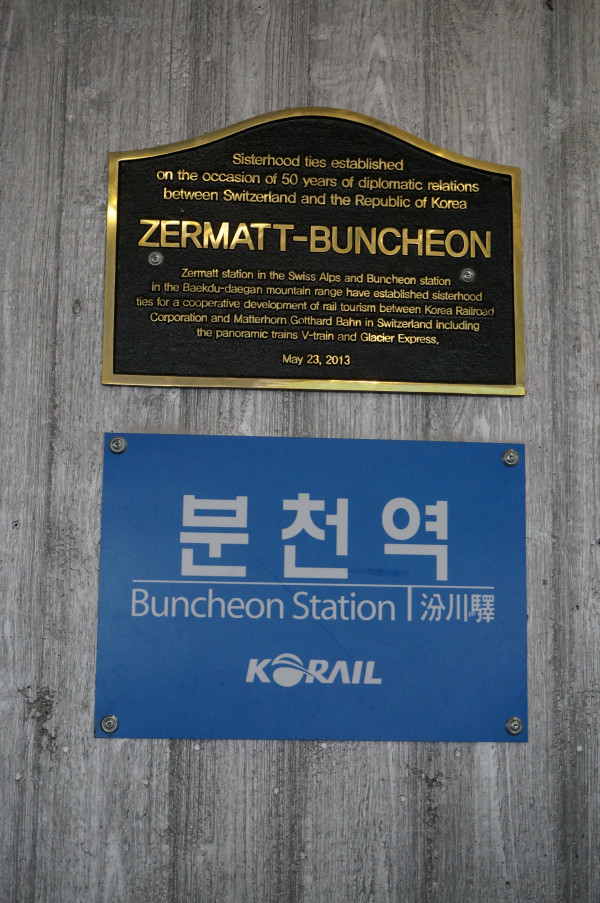 Sisterhood ties established
on the occasion of 50 years of diplomatic relations
between Switzerland and the Republic of Korea
ZERMATT-BUNCHEON
Zermatt station in the Swiss Alps and Buncheon station
in the Baekdu-daegan mountain range have established sisterhood
ties for a cooperative development of rail tourism between Korea Railroad
Corporation and Matterhorn Gotthard Bahn in Switzerland including
the panoramic trains V-train and Glacier Express.
May 23, 2013
분천역
Buncheon Station | 汾川驛
KORAIL